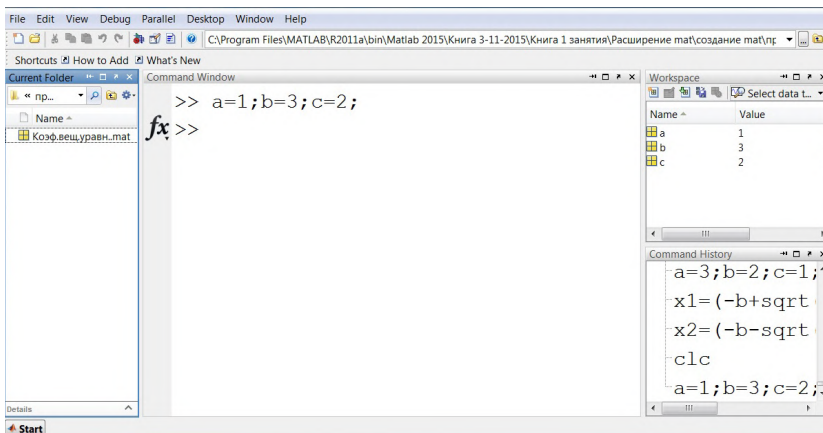 File Edit View Debug Parallel Desktop Window Help
C:\Program Files\MATLAB\R2011a\bin\Matlab 2015\Книга 3-11-2015\Книга 1 занятия\Расширение mat\создание mat\пр
Shortcuts How to Add What's New
Current Folder
« пр...
Name
Коэф.вещ.уравн..mat
Details
Command Window
>> a=1;b=3;c=2;
fx >>
Workspace
Select data t...
Name Value
a 1
b 3
c 2
Command History
a=3;b=2;c=1;
x1=(-b+sqrt
x2=(-b-sqrt
clc
a=1;b=3;c=2;
Start